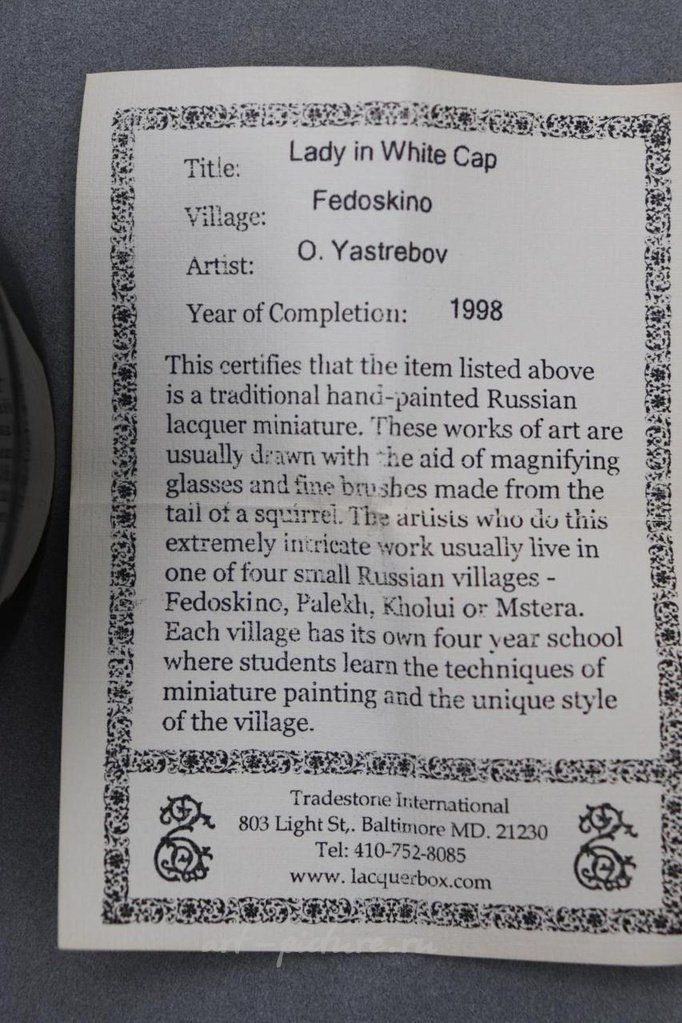 Title: Lady in White Cap
Village: Fedoskino
Artist: O. Yastrebov
Year of Completion: 1998
This certifies that the item listed above
is a traditional hand-painted Russian
lacquer miniature. These works of art are
usually drawn with the aid of magnifying
glasses and fine brushes made from the
tail of a squirrel. The artists who do this
extremely intricate work usually live in
one of four small Russian villages -
Fedoskino, Palekh, Kholui or Mstera.
Each village has its own four year school
where students learn the techniques of
miniature painting and the unique style
of the village.
Tradestone International
803 Light St,. Baltimore MD. 21230
Tel: 410-752-8085
www. lacquerbox.com
art-picture.ru